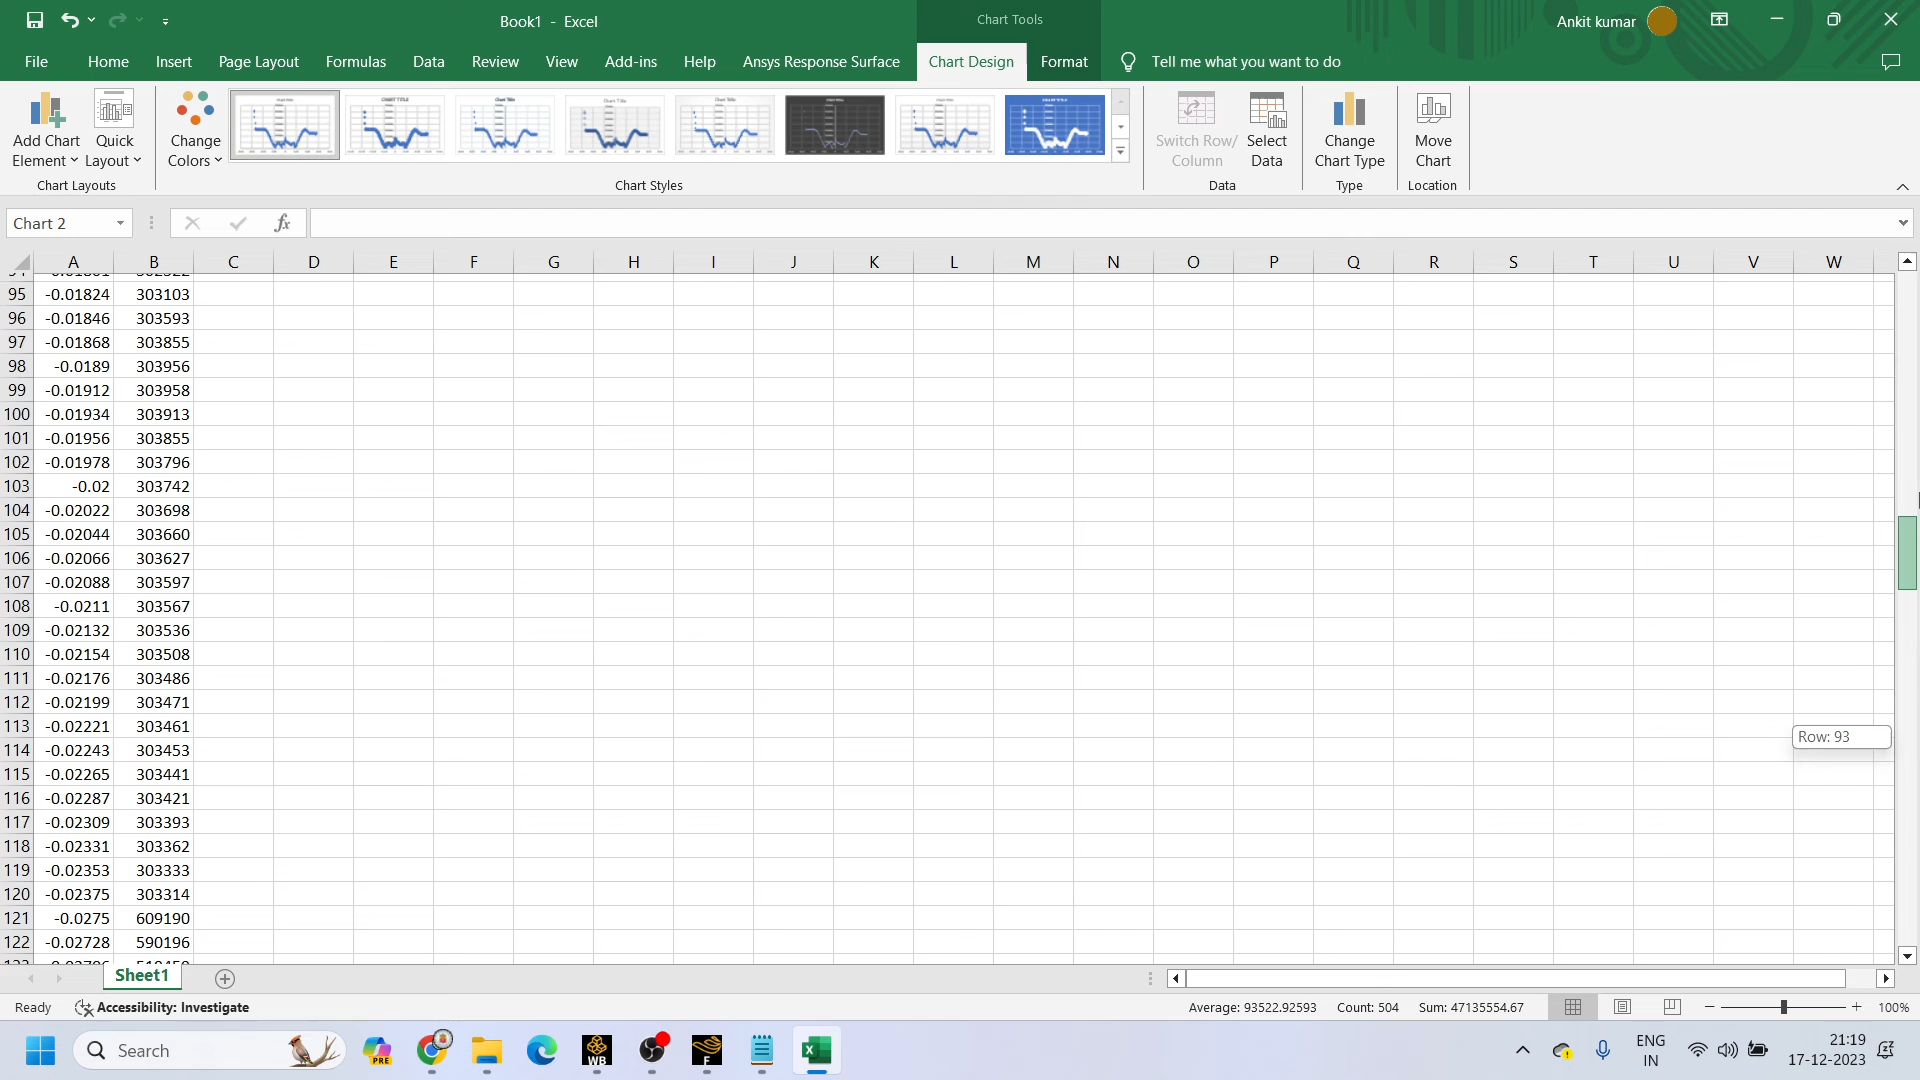 Book1 - Excel
Chart Tools
Ankit kumar
File Home Insert Page Layout Formulas Data Review View Add-ins Help Ansys Response Surface Chart Design Format Tell me what you want to do
Add Chart Element
Quick Layout
Change Colors
Switch Row/ Column
Select Data
Change Chart Type
Move Chart
Chart Layouts Chart Styles Data Type Location
Chart 2 fx
A B C D E F G H I J K L M N O P Q R S T U V W
95 -0.01824 303103
96 -0.01846 303593
97 -0.01868 303855
98 -0.0189 303956
99 -0.01912 303958
100 -0.01934 303913
101 -0.01956 303855
102 -0.01978 303796
103 -0.02 303742
104 -0.02022 303698
105 -0.02044 303660
106 -0.02066 303627
107 -0.02088 303597
108 -0.0211 303567
109 -0.02132 303536
110 -0.02154 303508
111 -0.02176 303486
112 -0.02199 303471
113 -0.02221 303461
114 -0.02243 303453
Row: 93
115 -0.02265 303441
116 -0.02287 303421
117 -0.02309 303393
118 -0.02331 303362
119 -0.02353 303333
120 -0.02375 303314
121 -0.0275 609190
122 -0.02728 590196
Sheet1
Ready Accessibility: Investigate Average: 93522.92593 Count: 504 Sum: 47135554.67 100%
Search
PRE
WB
F
ENG
IN
21:19
17-12-2023